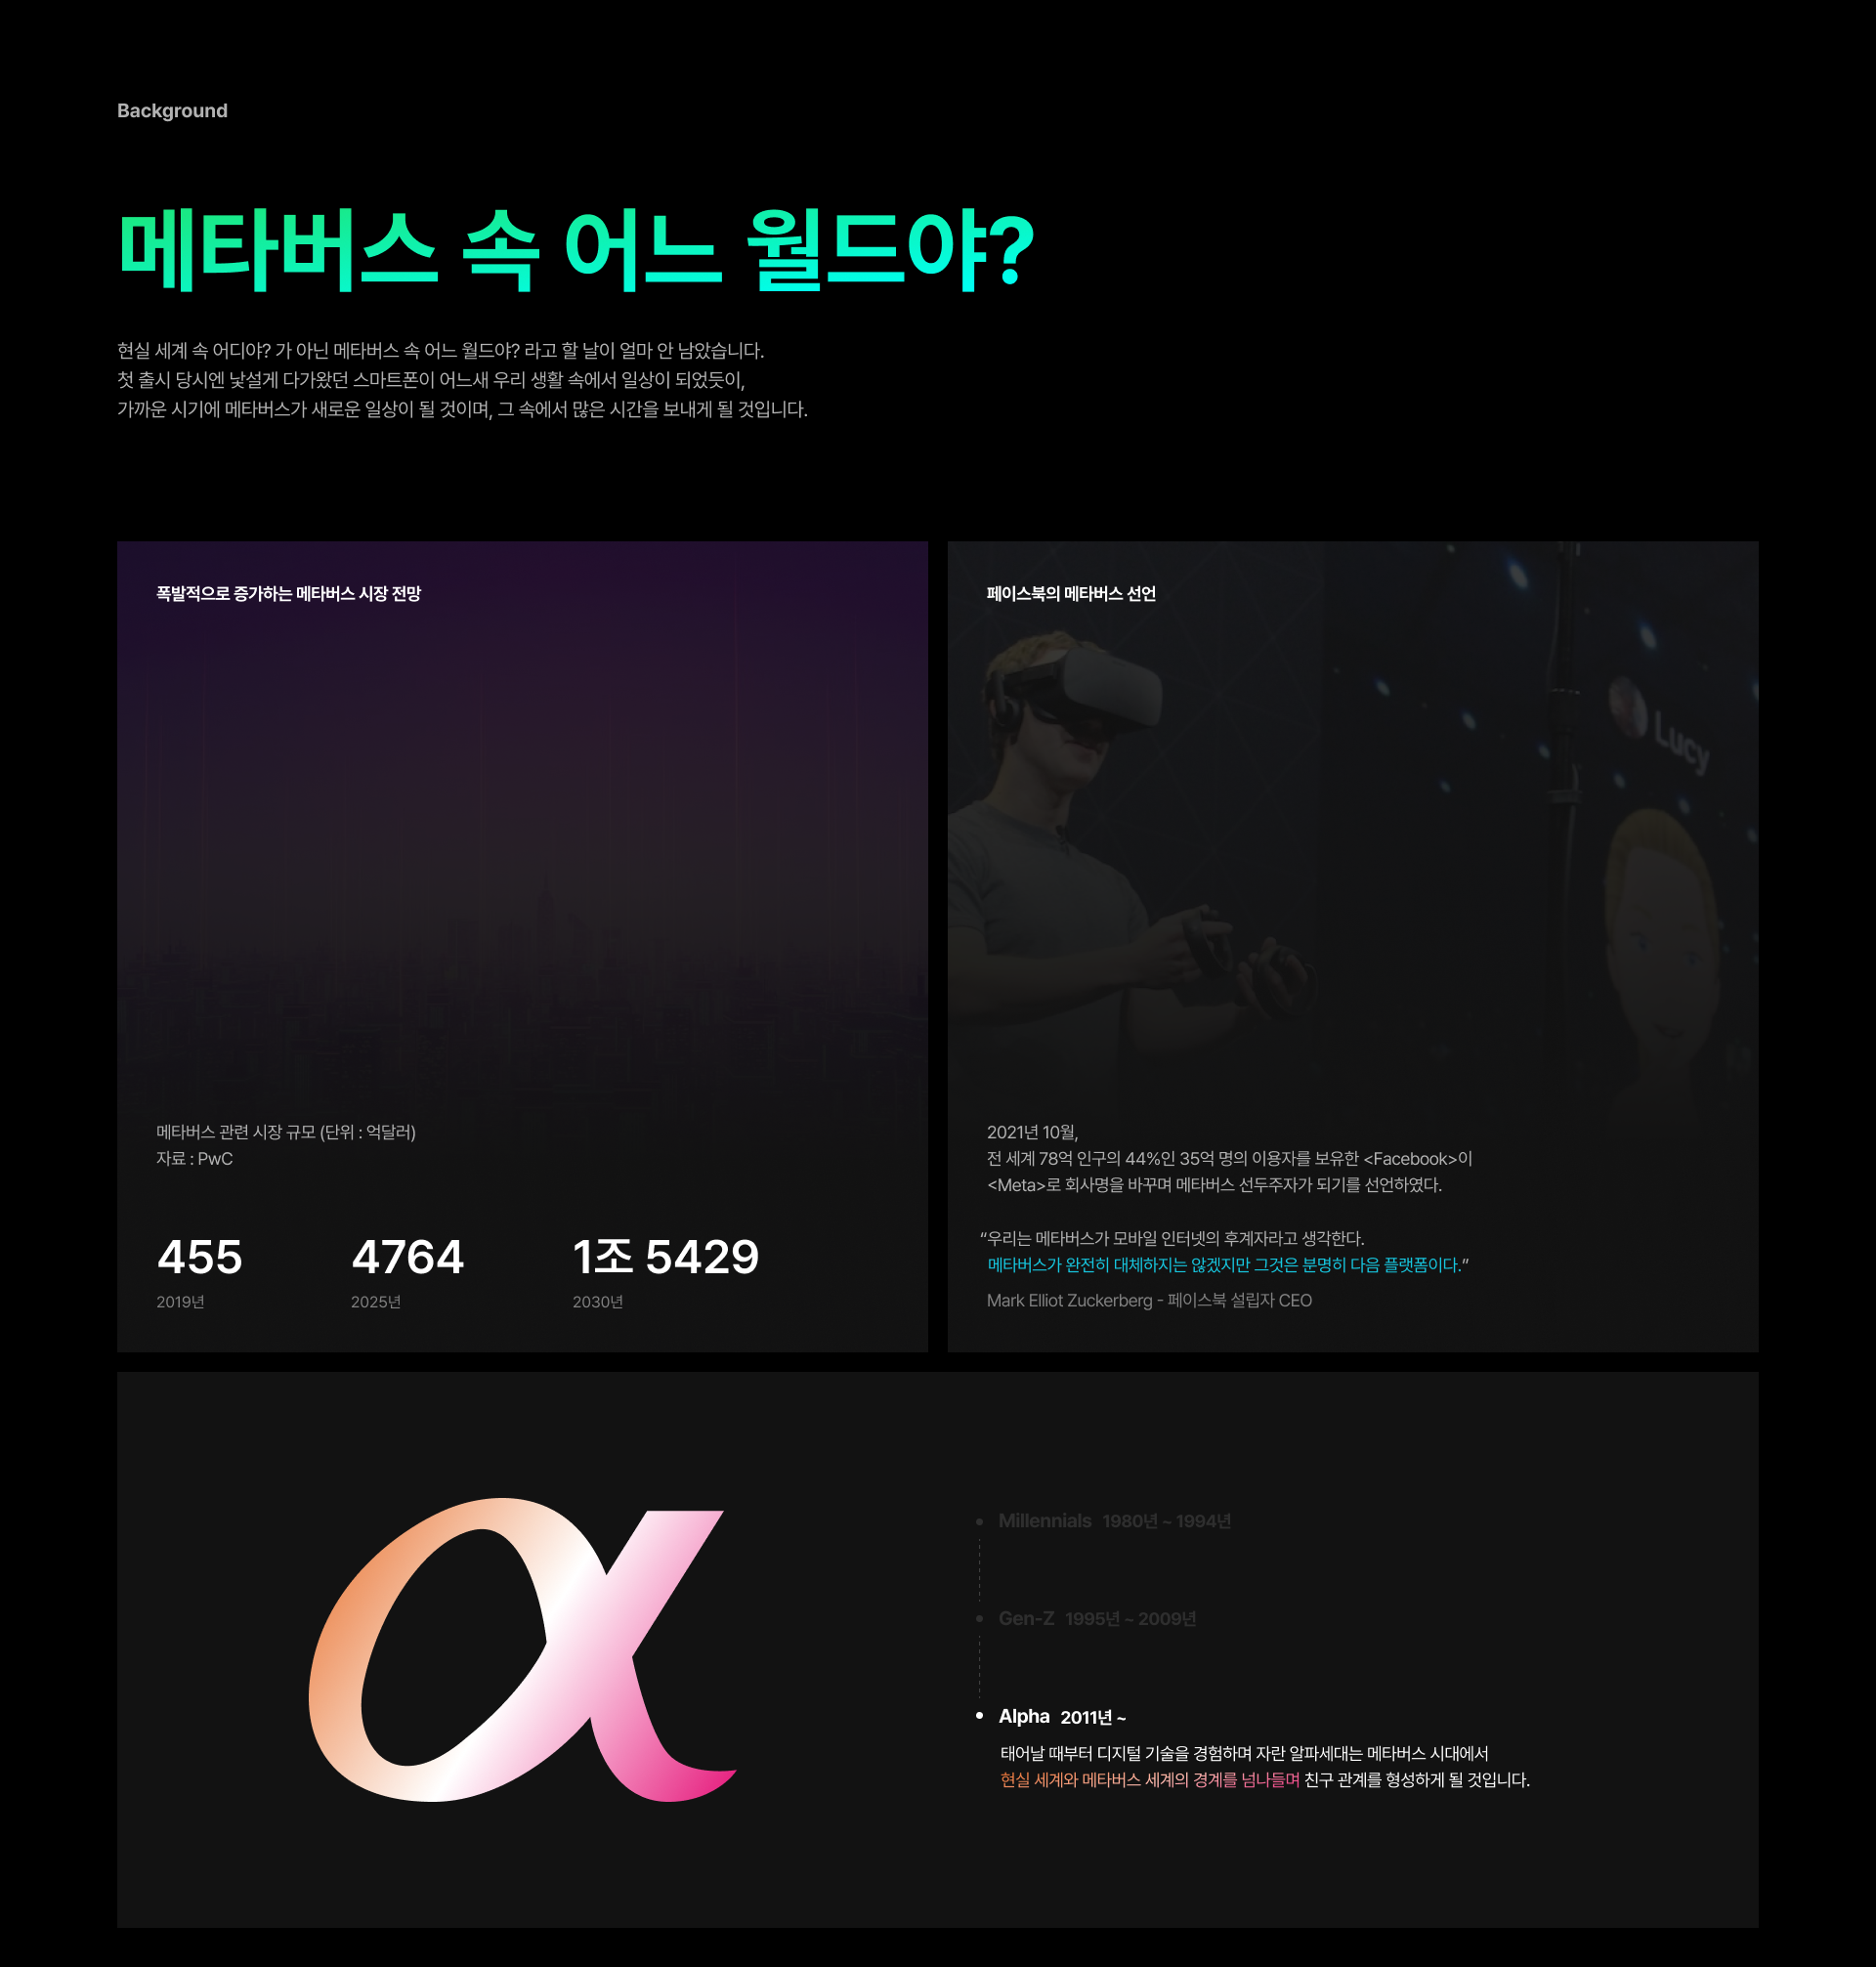 Background
메타버스 속 어느 월드야?
현실 세계 속 어디야? 가 아닌 메타버스 속 어느 월드야? 라고 할 날이 얼마 안 남았습니다.
첫 출시 당시엔 낯설게 다가왔던 스마트폰이 어느새 우리 생활 속에서 일상이 되었듯이,
가까운 시기에 메타버스가 새로운 일상이 될 것이며, 그 속에서 많은 시간을 보내게 될 것입니다.
폭발적으로 증가하는 메타버스 시장 전망
메타버스 관련 시장 규모 (단위 : 억달러)
자료 : PwC
455 4764 1조 5429
2019년 2025년 2030년
페이스북의 메타버스 선언
Lucy
2021년 10월,
전 세계 78억 인구의 44%인 35억 명의 이용자를 보유한 <Facebook>이
<Meta>로 회사명을 바꾸며 메타버스 선두주자가 되기를 선언하였다.
“우리는 메타버스가 모바일 인터넷의 후계자라고 생각한다.
메타버스가 완전히 대체하지는 않겠지만 그것은 분명히 다음 플랫폼이다.”
Mark Elliot Zuckerberg - 페이스북 설립자 CEO
α
Millennials 1980년 ~ 1994년
Gen-Z 1995년 ~ 2009년
Alpha 2011년 ~
태어날 때부터 디지털 기술을 경험하며 자란 알파세대는 메타버스 시대에서
현실 세계와 메타버스 세계의 경계를 넘나들며 친구 관계를 형성하게 될 것입니다.